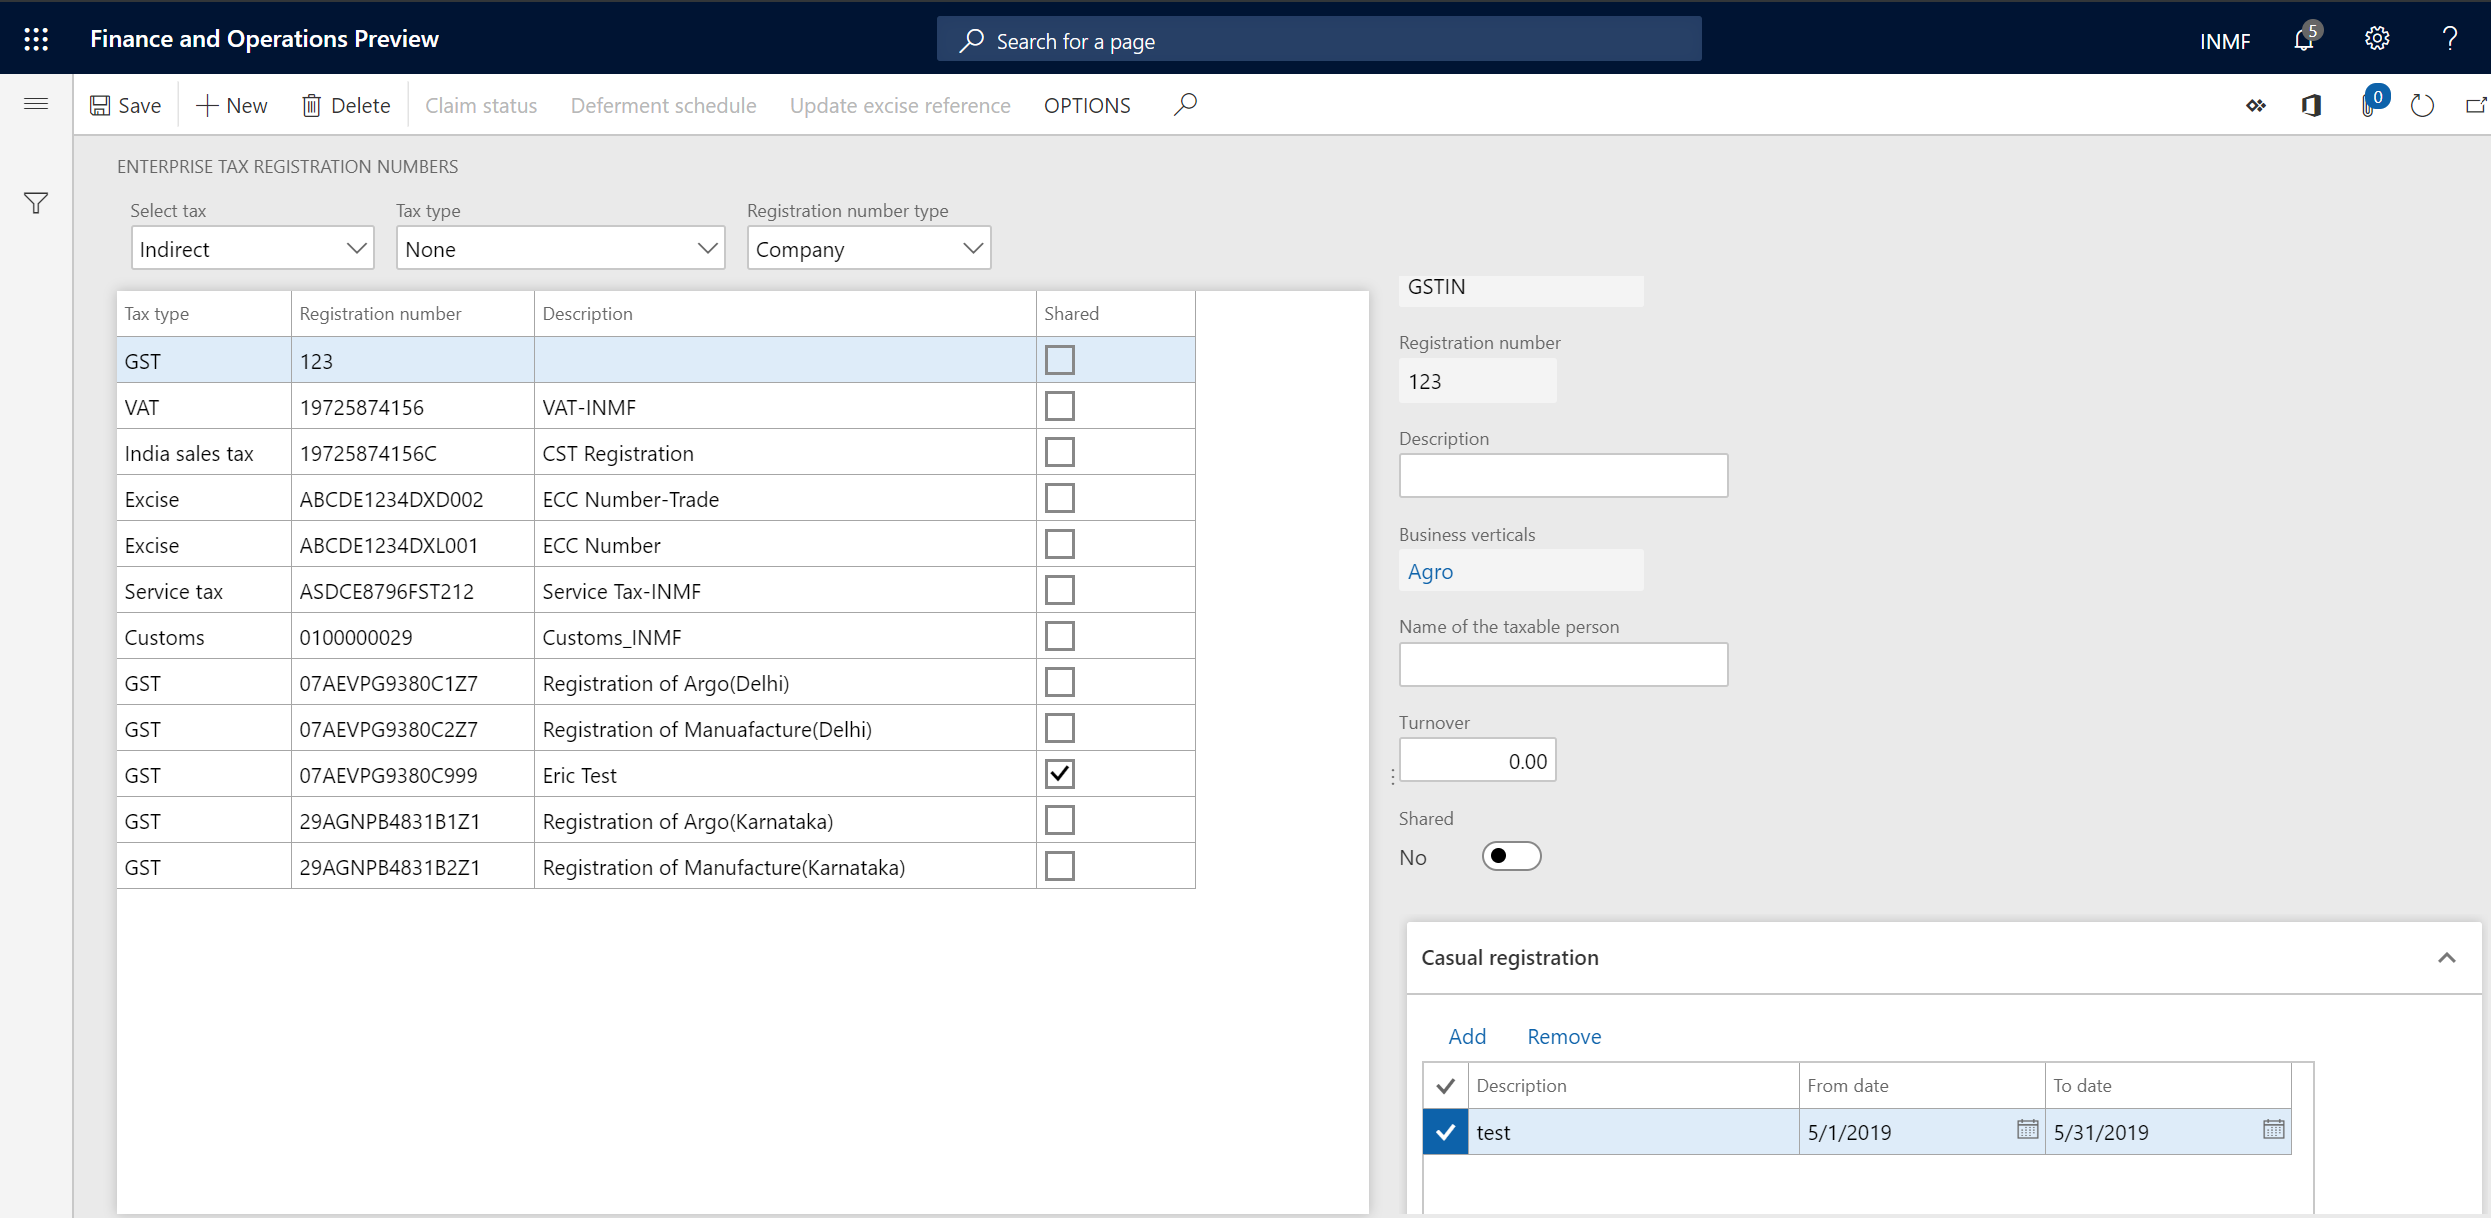 Finance and Operations Preview
Search for a page
INMF
5
?
Save
New
Delete
Claim status
Deferment schedule
Update excise reference
OPTIONS
0
ENTERPRISE TAX REGISTRATION NUMBERS
Select tax
Tax type
Registration number type
Indirect
None
Company
Tax type Registration number Description Shared
GST 123
VAT 19725874156 VAT-INMF
India sales tax 19725874156C CST Registration
Excise ABCDE1234DXD002 ECC Number-Trade
Excise ABCDE1234DXL001 ECC Number
Service tax ASDCE8796FST212 Service Tax-INMF
Customs 0100000029 Customs_INMF
GST 07AEVPG9380C1Z7 Registration of Argo(Delhi)
GST 07AEVPG9380C2Z7 Registration of Manuafacture(Delhi)
GST 07AEVPG9380C999 Eric Test
GST 29AGNPB4831B1Z1 Registration of Argo(Karnataka)
GST 29AGNPB4831B2Z1 Registration of Manufacture(Karnataka)
GSTIN
Registration number
123
Description
Business verticals
Agro
Name of the taxable person
Turnover
0.00
Shared
No
Casual registration
Add Remove
Description From date To date
test 5/1/2019 5/31/2019